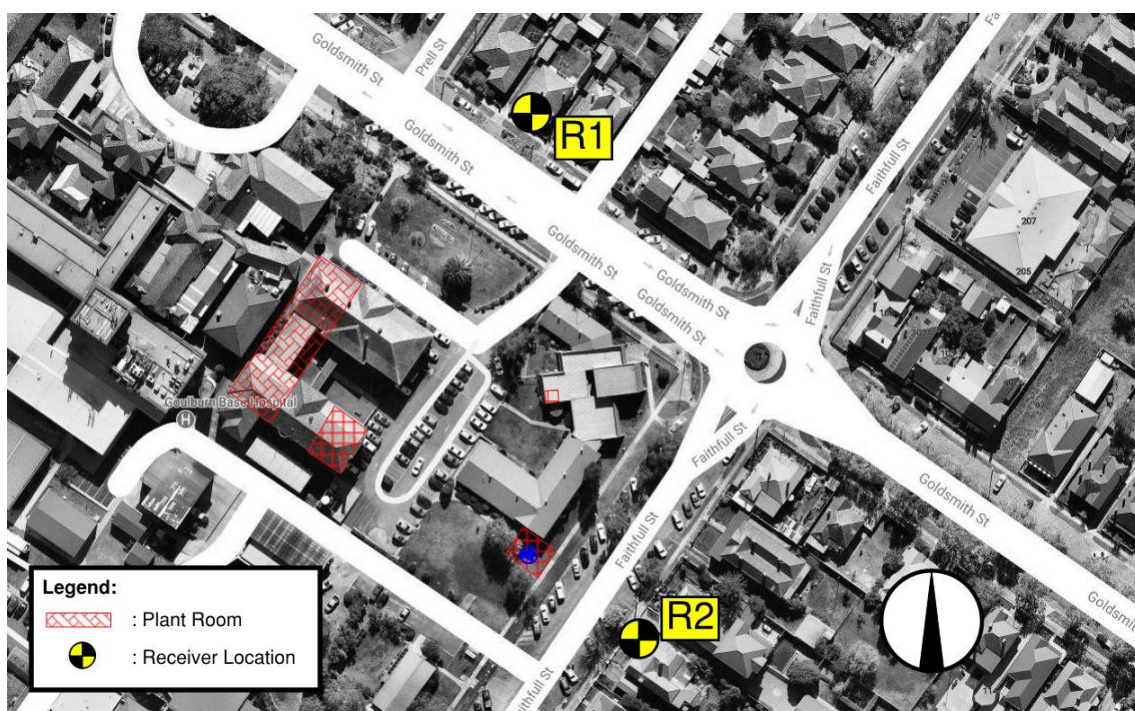 Goldsmith St
Prell St
Goldsmith St
R1
Faithfull St
207
205
Goldsmith St
Goldsmith St
Goldsmith St
Faithfull St
Goulburn Base Hospital
H
Faithfull St
Faithfull St
Goldsmith St
R2
Legend:
: Plant Room
: Receiver Location